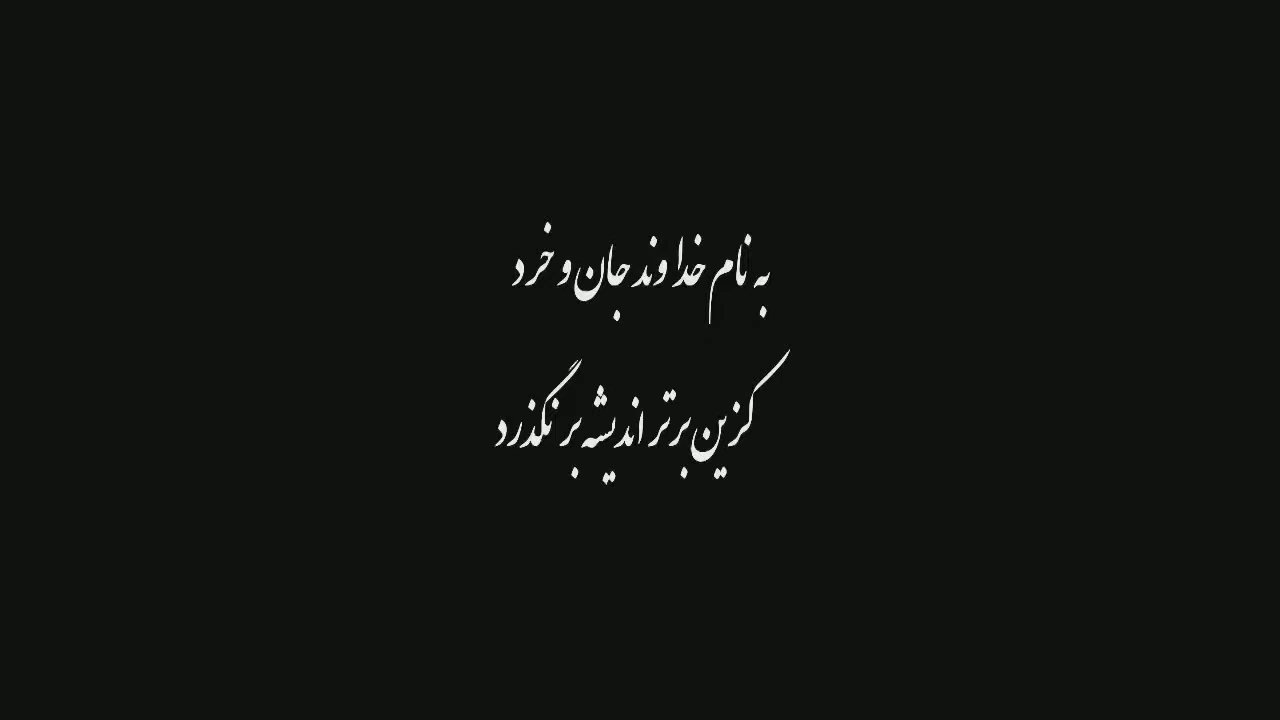 به نام خداوند جان و خرد
کزین برتر اندیشه بر نگذرد